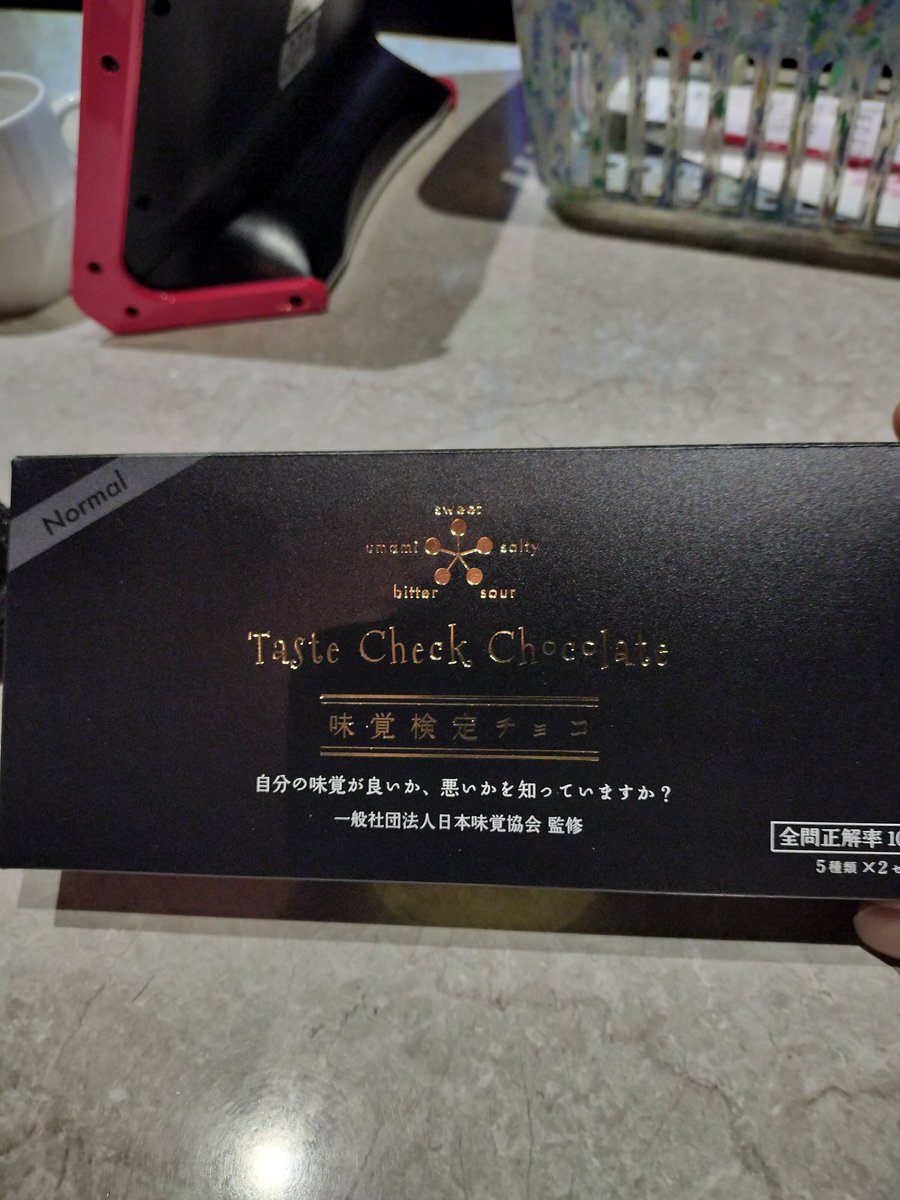 Normal
sweet
umami salty
bitter sour
Taste Check Chocolate
味覚検定チョコ
自分の味覚が良いか、悪いかを知っていますか？
一般社団法人日本味覚協会 監修
全問正解率 10
5種類 ×2セ